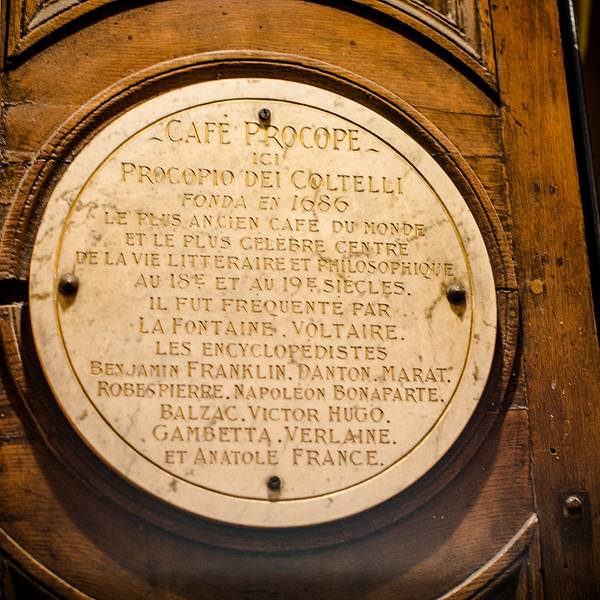 CAFÉ PROCOPE
ICI
PROCOPIO DEI COLTELLI
FONDA EN 1686
LE PLUS ANCIEN CAFÉ DU MONDE
ET LE PLUS CÉLÈBRE CENTRE
DE LA VIE LITTÉRAIRE ET PHILOSOPHIQUE
AU 18E ET AU 19E SIÈCLES.
IL FUT FRÉQUENTÉ PAR
LA FONTAINE. VOLTAIRE.
LES ENCYCLOPÉDISTES
BENJAMIN FRANKLIN. DANTON. MARAT.
ROBESPIERRE. NAPOLÉON BONAPARTE.
BALZAC. VICTOR HUGO.
GAMBETTA. VERLAINE.
ET ANATOLE FRANCE.